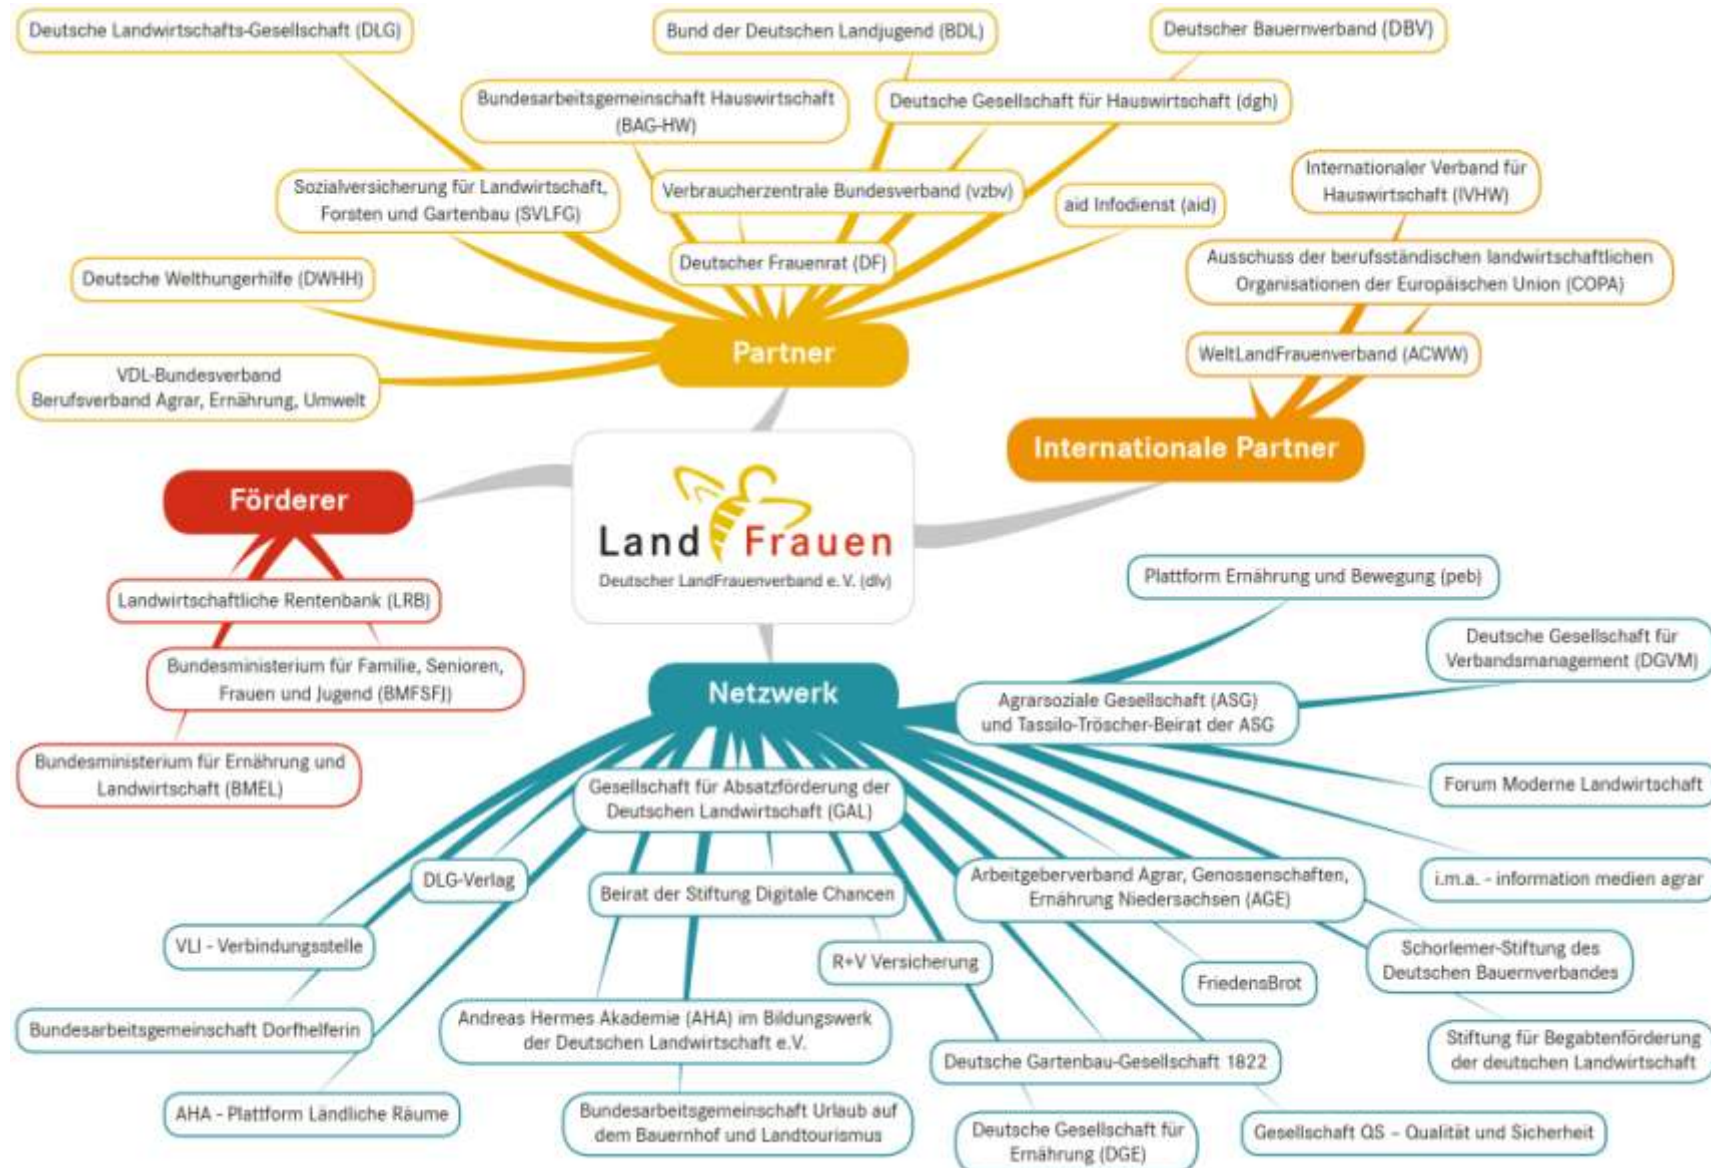 Deutsche Landwirtschafts-Gesellschaft (DLG)
Bund der Deutschen Landjugend (BDL)
Deutscher Bauernverband (DBV)
Bundesarbeitsgemeinschaft Hauswirtschaft
(BAG-HW)
Deutsche Gesellschaft für Hauswirtschaft (dgh)
Sozialversicherung für Landwirtschaft,
Forsten und Gartenbau (SVLFG)
Verbraucherzentrale Bundesverband (vzbv)
aid Infodienst (aid)
Internationaler Verband für
Hauswirtschaft (IVHW)
Deutsche Welthungerhilfe (DWHH)
Deutscher Frauenrat (DF)
Ausschuss der berufsständischen landwirtschaftlichen
Organisationen der Europäischen Union (COPA)
Partner
WeltLandFrauenverband (ACWW)
VDL-Bundesverband
Berufsverband Agrar, Ernährung, Umwelt
Internationale Partner
Förderer
Land Frauen
Deutscher LandFrauenverband e. V. (dlv)
Landwirtschaftliche Rentenbank (LRB)
Bundesministerium für Familie, Senioren,
Frauen und Jugend (BMFSFJ)
Bundesministerium für Ernährung und
Landwirtschaft (BMEL)
Netzwerk
Plattform Ernährung und Bewegung (peb)
Deutsche Gesellschaft für
Verbandsmanagement (DGVM)
Agrarsoziale Gesellschaft (ASG)
und Tassilo-Tröscher-Beirat der ASG
Gesellschaft für Absatzförderung der
Deutschen Landwirtschaft (GAL)
Forum Moderne Landwirtschaft
DLG-Verlag
Beirat der Stiftung Digitale Chancen
Arbeitgeberverband Agrar, Genossenschaften,
Ernährung Niedersachsen (AGE)
i.m.a. - information medien agrar
VLI - Verbindungsstelle
R+V Versicherung
FriedensBrot
Schorlemer-Stiftung des
Deutschen Bauernverbandes
Bundesarbeitsgemeinschaft Dorfhelferin
Andreas Hermes Akademie (AHA) im Bildungswerk
der Deutschen Landwirtschaft e.V.
Deutsche Gartenbau-Gesellschaft 1822
Stiftung für Begabtenförderung
der deutschen Landwirtschaft
AHA - Plattform Ländliche Räume
Bundesarbeitsgemeinschaft Urlaub auf
dem Bauernhof und Landtourismus
Deutsche Gesellschaft für
Ernährung (DGE)
Gesellschaft QS – Qualität und Sicherheit